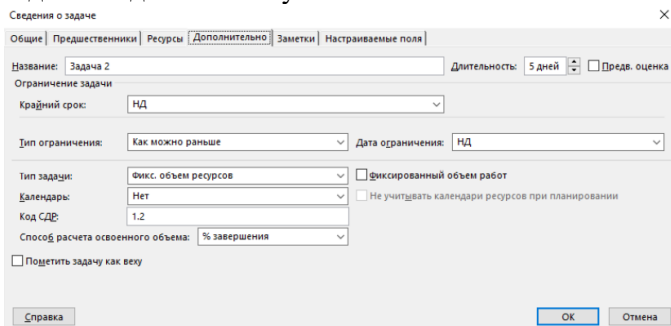 Сведения о задаче
Общие Предшественники Ресурсы Дополнительно Заметки Настраиваемые поля
Название: Задача 2 Длительность: 5 дней Предв. оценка
Ограничение задачи
Крайний срок: НД
Тип ограничения: Как можно раньше Дата ограничения: НД
Тип задачи: Фикс. объем ресурсов Фиксированный объем работ
Календарь: Нет Не учитывать календари ресурсов при планировании
Код СДР: 1.2
Способ расчета освоенного объема: % завершения
Пометить задачу как веху
Справка ОК Отмена